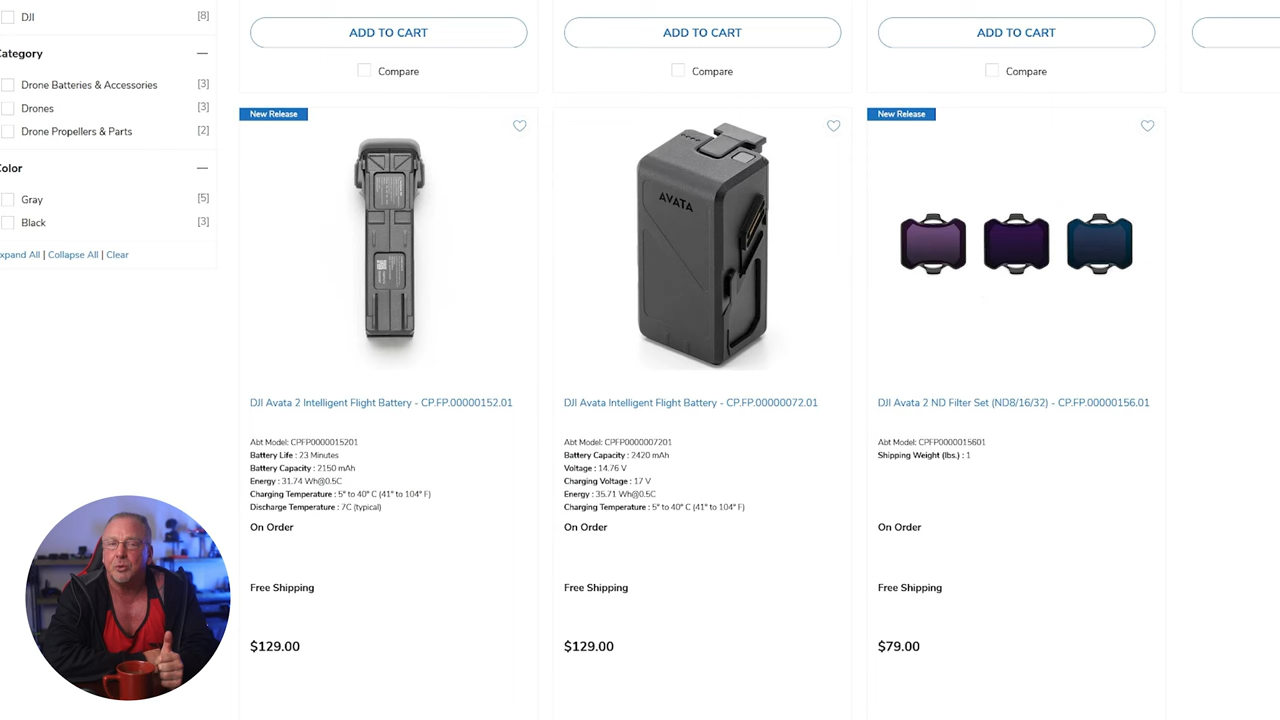 DJI [8]
ategory
Drone Batteries & Accessories [3]
Drones [3]
Drone Propellers & Parts [2]
olor
Gray [5]
Black [3]
xpand All | Collapse All | Clear
ADD TO CART
Compare
ADD TO CART
Compare
ADD TO CART
Compare
New Release
DJI Avata 2 Intelligent Flight Battery - CP.FP.00000152.01
Abt Model: CPFP0000015201
Battery Life : 23 Minutes
Battery Capacity : 2150 mAh
Energy : 31.74 Wh@0.5C
Charging Temperature : 5° to 40° C (41° to 104° F)
Discharge Temperature : 7C (typical)
On Order
Free Shipping
$129.00
AVATA
DJI Avata Intelligent Flight Battery - CP.FP.00000072.01
Abt Model: CPFP0000007201
Battery Capacity : 2420 mAh
Voltage : 14.76 V
Charging Voltage : 17 V
Energy : 35.71 Wh@0.5C
Charging Temperature : 5° to 40° C (41° to 104° F)
On Order
Free Shipping
$129.00
New Release
DJI Avata 2 ND Filter Set (ND8/16/32) - CP.FP.00000156.01
Abt Model: CPFP0000015601
Shipping Weight (lbs.) : 1
On Order
Free Shipping
$79.00